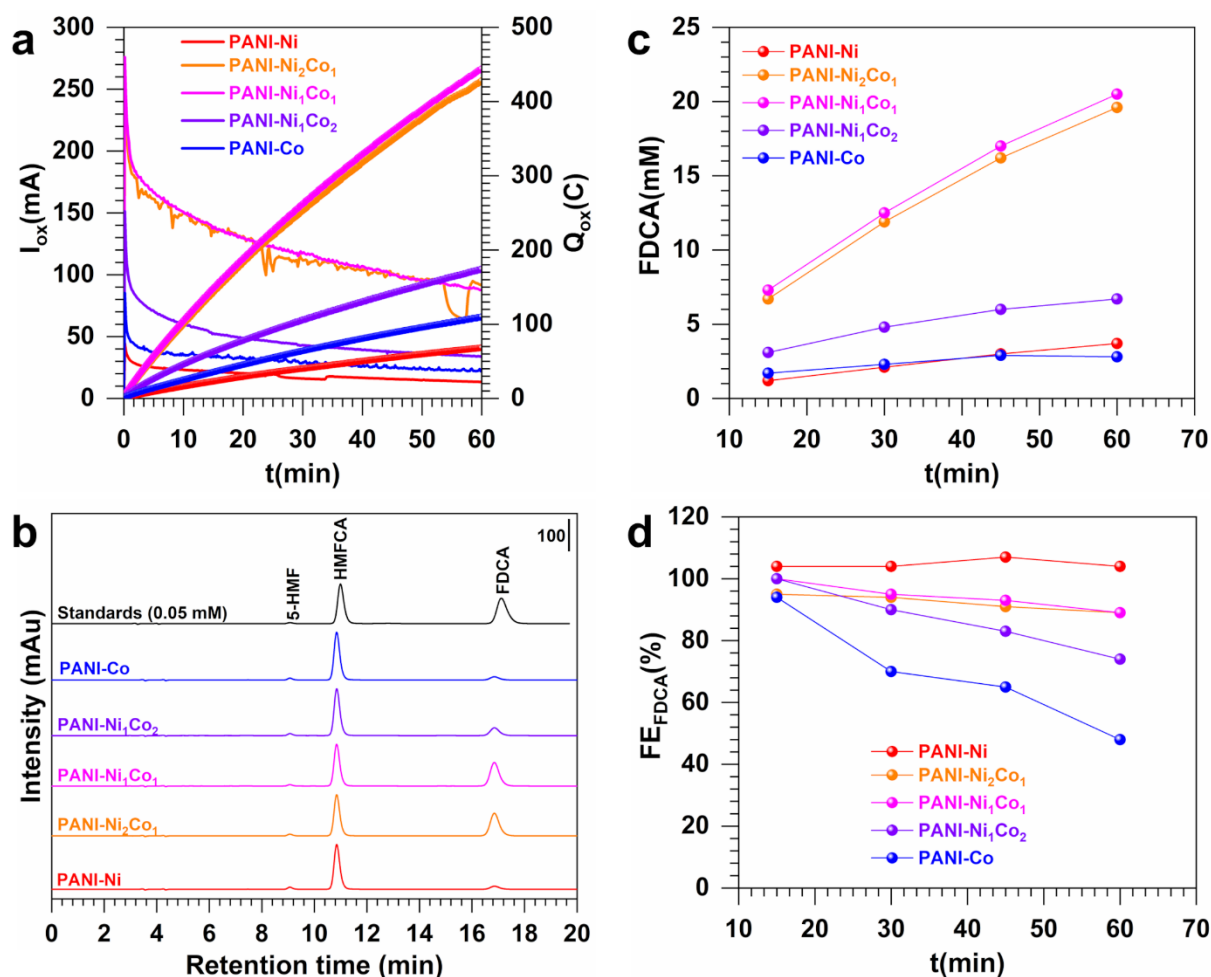 a
300
250
200
150
100
50
0
I_ox(mA)
PANI-Ni
PANI-Ni₂Co₁
PANI-Ni₁Co₁
PANI-Ni₁Co₂
PANI-Co
500
400
300
200
100
0
Q_ox(C)
0 10 20 30 40 50 60
t(min)
c
25
20
15
10
5
0
FDCA(mM)
PANI-Ni
PANI-Ni₂Co₁
PANI-Ni₁Co₁
PANI-Ni₁Co₂
PANI-Co
10 20 30 40 50 60 70
t(min)
b
Intensity (mAu)
100
5-HMF
HMFCA
FDCA
Standards (0.05 mM)
PANI-Co
PANI-Ni₁Co₂
PANI-Ni₁Co₁
PANI-Ni₂Co₁
PANI-Ni
0 2 4 6 8 10 12 14 16 18 20
Retention time (min)
d
120
100
80
60
40
20
0
FE_FDCA(%)
PANI-Ni
PANI-Ni₂Co₁
PANI-Ni₁Co₁
PANI-Ni₁Co₂
PANI-Co
10 20 30 40 50 60 70
t(min)